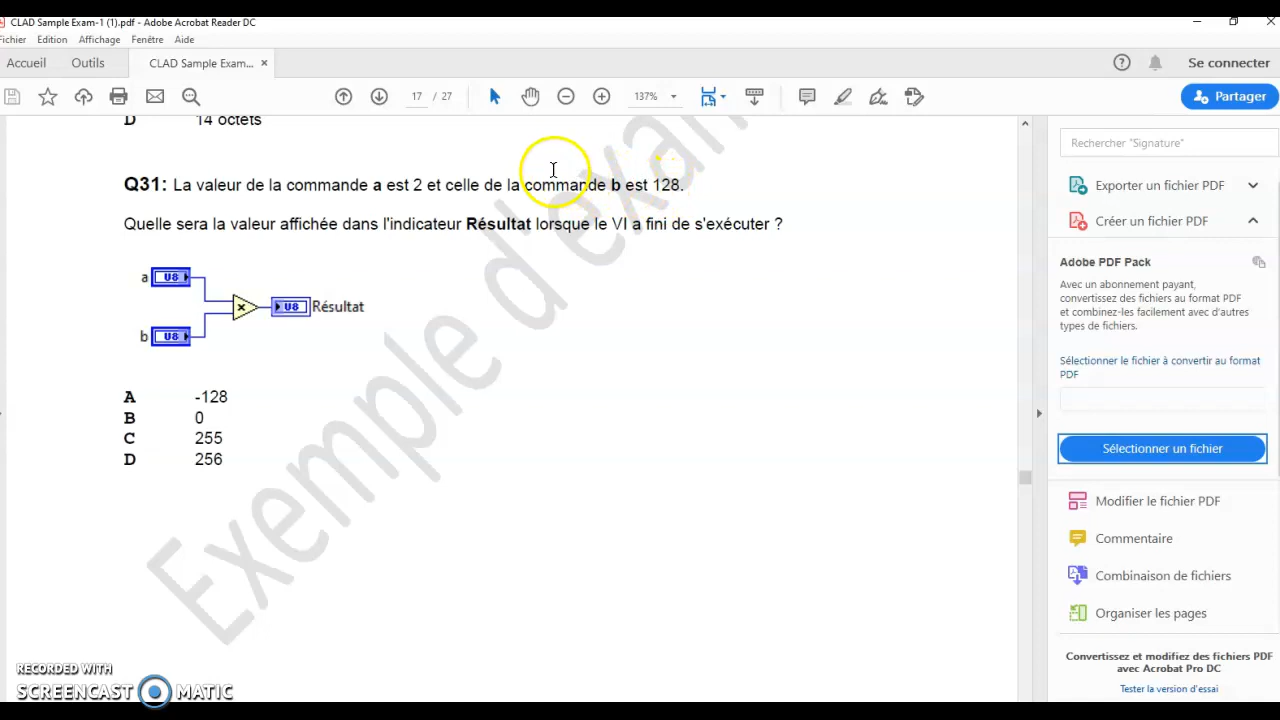 CLAD Sample Exam-1 (1).pdf - Adobe Acrobat Reader DC
Fichier Edition Affichage Fenêtre Aide
Accueil Outils CLAD Sample Exam... × Se connecter
17 / 27 137% Partager
D 14 octets
Rechercher "Signature"
Q31: La valeur de la commande a est 2 et celle de la commande b est 128.
Quelle sera la valeur affichée dans l'indicateur Résultat lorsque le VI a fini de s'exécuter ?
a U8
× U8 Résultat
b U8
A -128
B 0
C 255
D 256
Exemple d'exam
Exporter un fichier PDF
Créer un fichier PDF
Adobe PDF Pack
Avec un abonnement payant,
convertissez des fichiers au format PDF
et combinez-les facilement avec d'autres
types de fichiers.
Sélectionner le fichier à convertir au format
PDF
Sélectionner un fichier
Modifier le fichier PDF
Commentaire
Combinaison de fichiers
Organiser les pages
Convertissez et modifiez des fichiers PDF
avec Acrobat Pro DC
Tester la version d'essai
RECORDED WITH
SCREENCAST MATIC